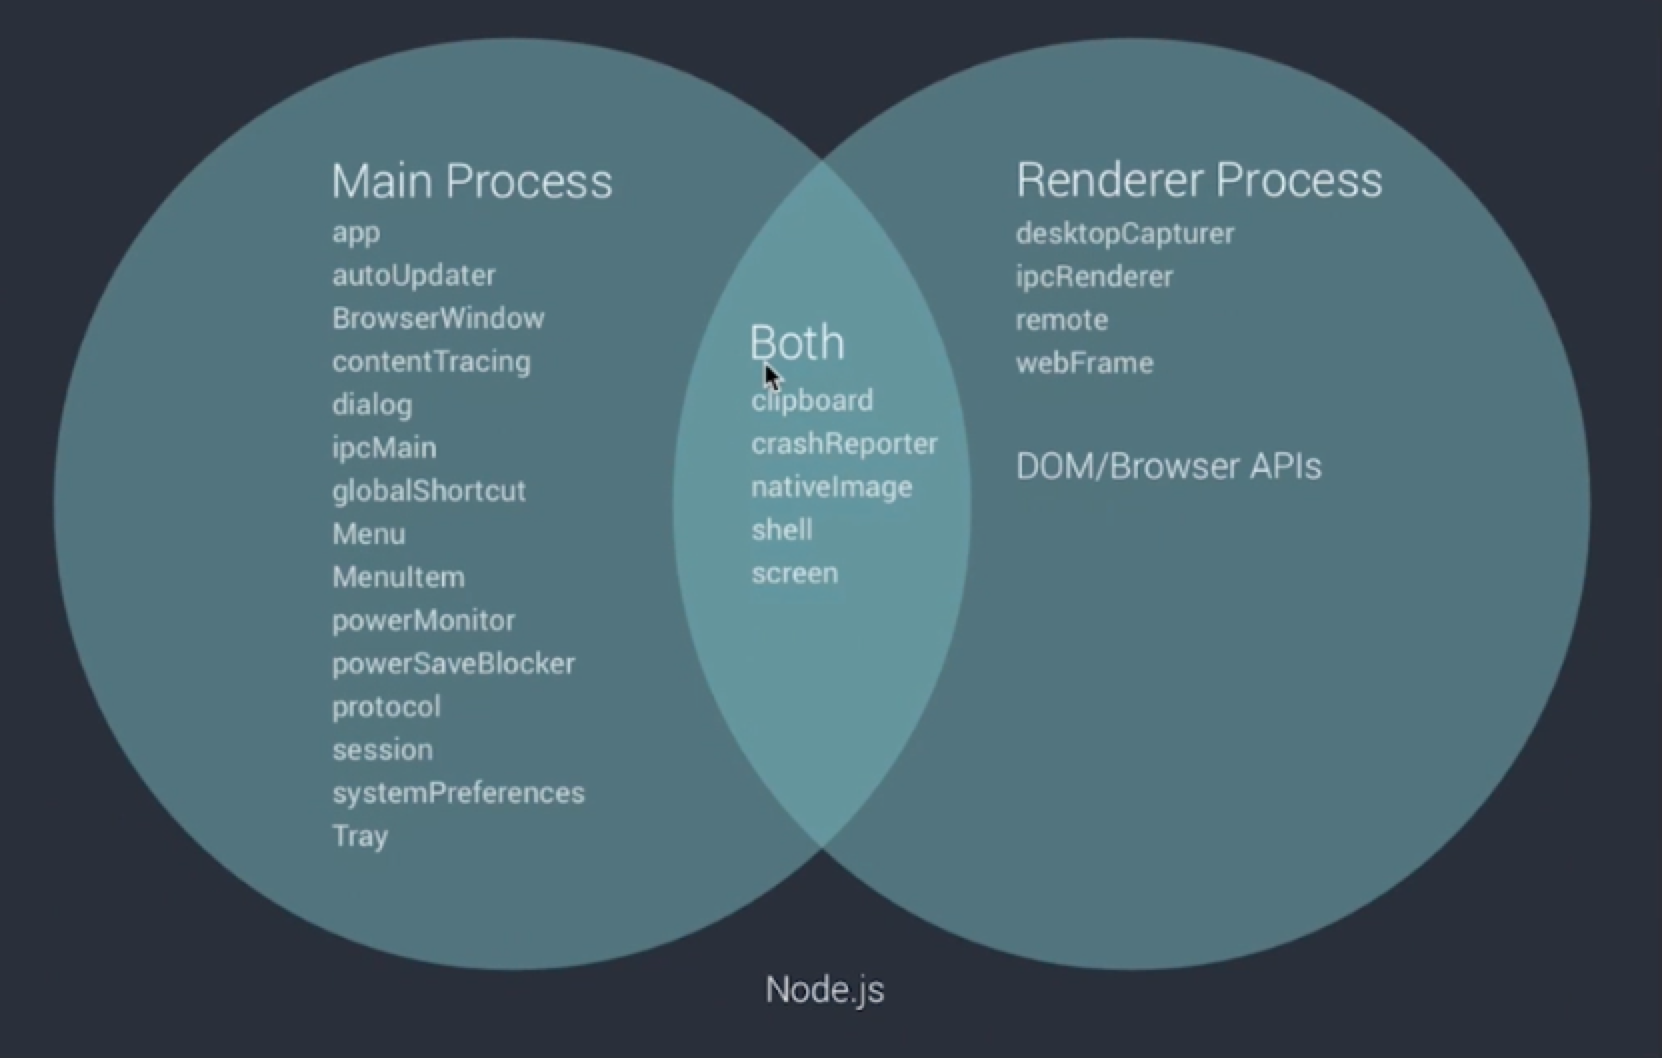 Main Process
app
autoUpdater
BrowserWindow
contentTracing
dialog
ipcMain
globalShortcut
Menu
MenuItem
powerMonitor
powerSaveBlocker
protocol
session
systemPreferences
Tray
Both
clipboard
crashReporter
nativeImage
shell
screen
Renderer Process
desktopCapturer
ipcRenderer
remote
webFrame
DOM/Browser APIs
Node.js